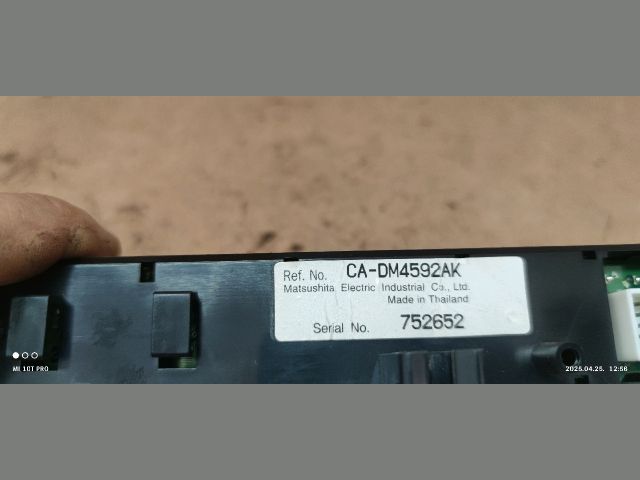 Ref. No. CA-DM4592AK
Matsushita Electric Industrial Co., Ltd.
Made in Thailand
Serial No. 752652
MI 10T PRO
2025.04.25. 12:56